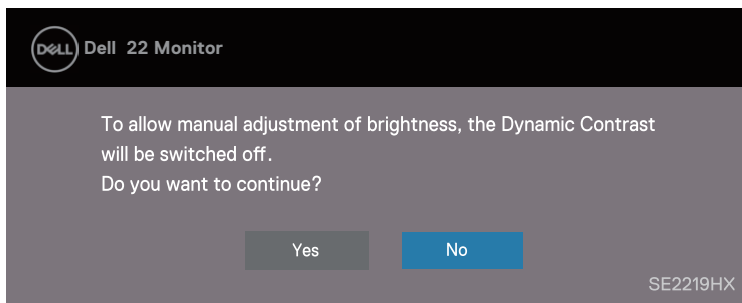 DELL Dell 22 Monitor
To allow manual adjustment of brightness, the Dynamic Contrast
will be switched off.
Do you want to continue?
Yes No
SE2219HX